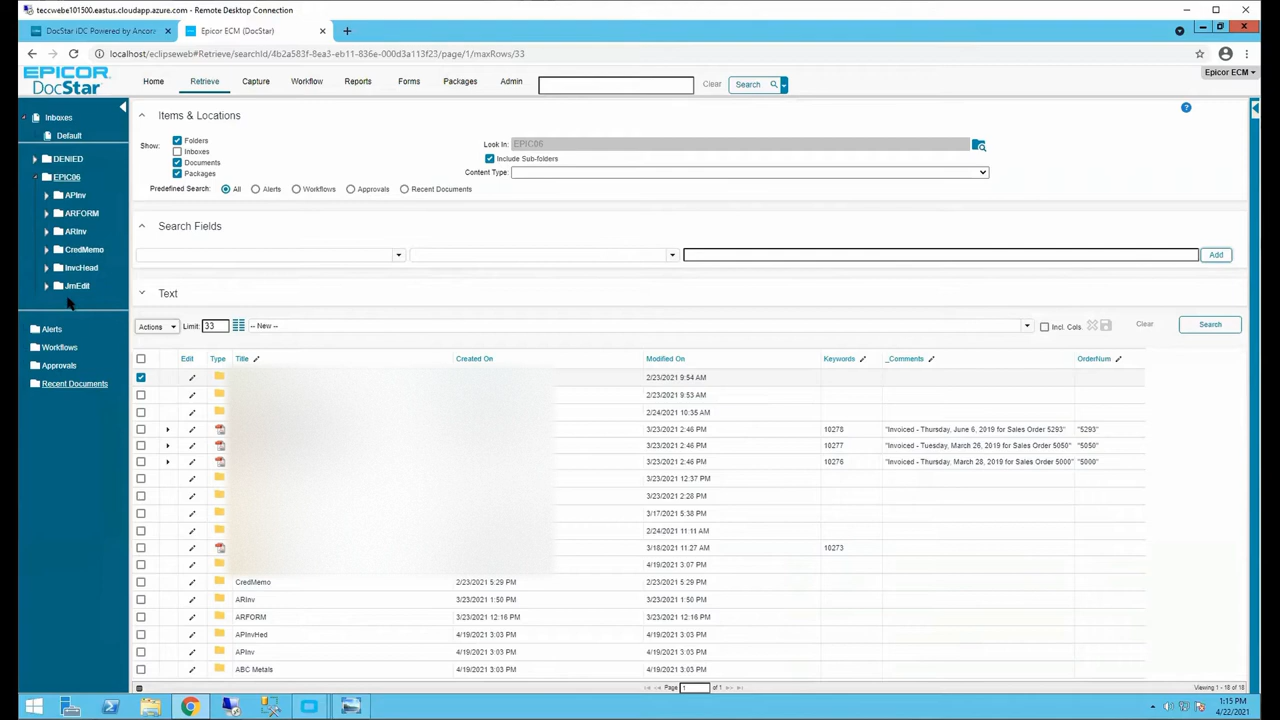 teccwebe101500.eastus.cloudapp.azure.com - Remote Desktop Connection
DocStar iDC Powered by Ancora
Epicor ECM (DocStar)
localhost/eclipseweb#Retrieve/searchId/4b2a583f-8ea3-eb11-836e-000d3a113f23/page/1/maxRows/33
EPICOR
DocStar
Home Retrieve Capture Workflow Reports Forms Packages Admin Clear Search
Epicor ECM
Inboxes
Default
DENIED
EPIC06
APInv
ARFORM
ARInv
CredMemo
InvcHead
JmEdit
Alerts
Workflows
Approvals
Recent Documents
Items & Locations
Show:
Folders
Inboxes
Documents
Packages
Look In: EPIC06
Include Sub-folders
Content Type:
Predefined Search: All Alerts Workflows Approvals Recent Documents
Search Fields
Add
Text
Actions Limit: 33 -- New -- Incl. Cols Clear Search
Edit Type Title Created On Modified On Keywords _Comments OrderNum
2/23/2021 9:54 AM
2/23/2021 9:53 AM
2/24/2021 10:35 AM
3/23/2021 2:46 PM 10278 "Invoiced - Thursday, June 6, 2019 for Sales Order 5293" "5293"
3/23/2021 2:46 PM 10277 "Invoiced - Tuesday, March 26, 2019 for Sales Order 5050" "5050"
3/23/2021 2:46 PM 10276 "Invoiced - Thursday, March 28, 2019 for Sales Order 5000" "5000"
3/23/2021 12:37 PM
3/23/2021 2:28 PM
3/17/2021 5:38 PM
2/24/2021 11:11 AM
3/18/2021 11:27 AM 10273
4/19/2021 3:07 PM
CredMemo 2/23/2021 5:29 PM 2/23/2021 5:29 PM
ARInv 3/23/2021 1:50 PM 3/23/2021 1:50 PM
ARFORM 3/23/2021 12:16 PM 3/23/2021 12:16 PM
APInvHed 4/19/2021 3:03 PM 4/19/2021 3:03 PM
APInv 4/19/2021 3:03 PM 4/19/2021 3:03 PM
ABC Metals 4/19/2021 3:03 PM 4/19/2021 3:03 PM
Page 1 of 1
Viewing 1 - 18 of 18
1:15 PM
4/22/2021